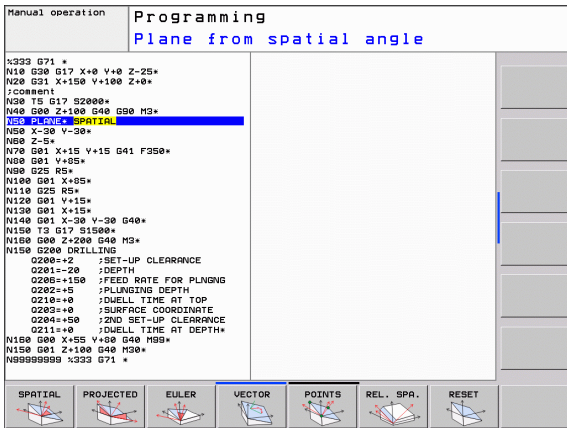 Manual operation
Programming
Plane from spatial angle
%333 G71 *
N10 G30 G17 X+0 Y+0 Z-25*
N20 G31 X+150 Y+100 Z+0*
;comment
N30 T5 G17 S2000*
N40 G00 Z+100 G40 G90 M3*
N50 PLANE* SPATIAL
N50 X-30 Y-30*
N60 Z-5*
N70 G01 X+15 Y+15 G41 F350*
N80 G01 Y+85*
N90 G25 R5*
N100 G01 X+85*
N110 G25 R5*
N120 G01 Y+15*
N130 G01 X+15*
N140 G01 X-30 Y-30 G40*
N150 T3 G17 S1500*
N160 G00 Z+200 G40 M3*
N150 G200 DRILLING
Q200=+2 ;SET-UP CLEARANCE
Q201=-20 ;DEPTH
Q206=+150 ;FEED RATE FOR PLNGNG
Q202=+5 ;PLUNGING DEPTH
Q210=+0 ;DWELL TIME AT TOP
Q203=+0 ;SURFACE COORDINATE
Q204=+50 ;2ND SET-UP CLEARANCE
Q211=+0 ;DWELL TIME AT DEPTH*
N160 G00 X+55 Y+80 G40 M99*
N150 G01 Z+100 G40 M30*
N99999999 %333 G71 *
SPATIAL PROJECTED EULER VECTOR POINTS REL. SPA. RESET